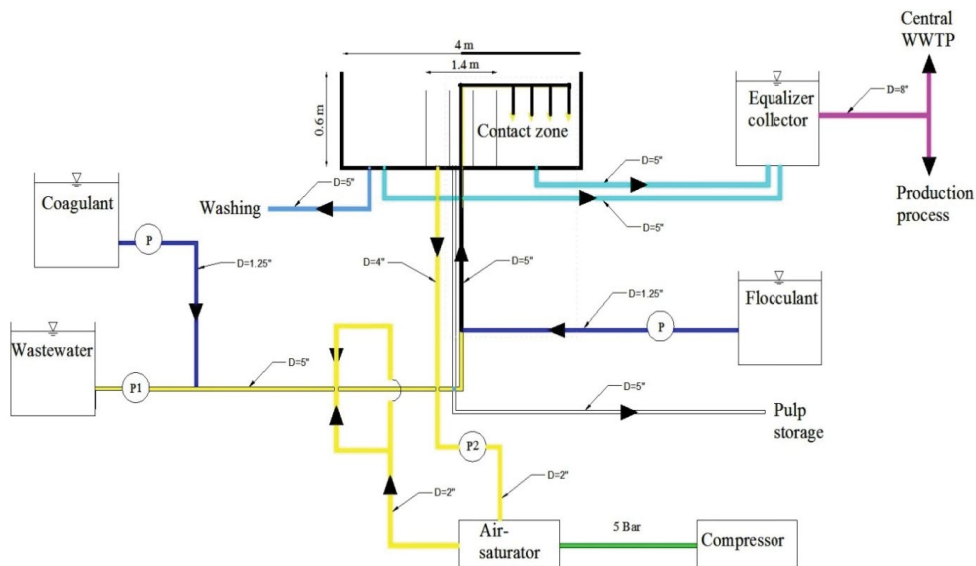 Central
WWTP
4 m
1.4 m
0.6 m
Contact zone
Equalizer
collector
D=8"
D=5"
D=5"
Washing
D=5"
Production
process
Coagulant
P
D=1.25"
D=4"
D=5"
D=1.25"
P
Flocculant
Wastewater
P1
D=5"
D=5"
Pulp
storage
P2
D=2"
D=2"
Air-
saturator
5 Bar
Compressor